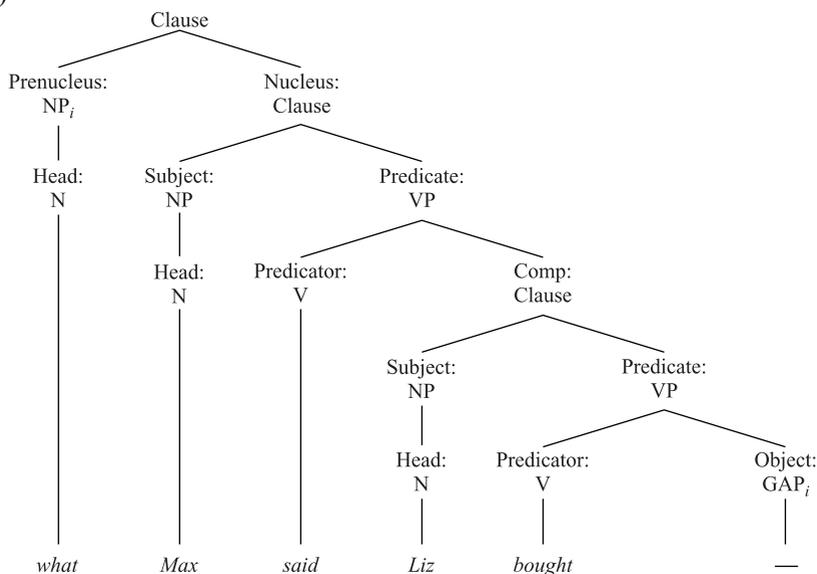 )
Clause
Prenucleus: Nucleus:
NPi Clause
Head: Subject: Predicate:
N NP VP
Head: Predicator: Comp:
N V Clause
Subject: Predicate:
NP VP
Head: Predicator: Object:
N V GAPi
what Max said Liz bought —